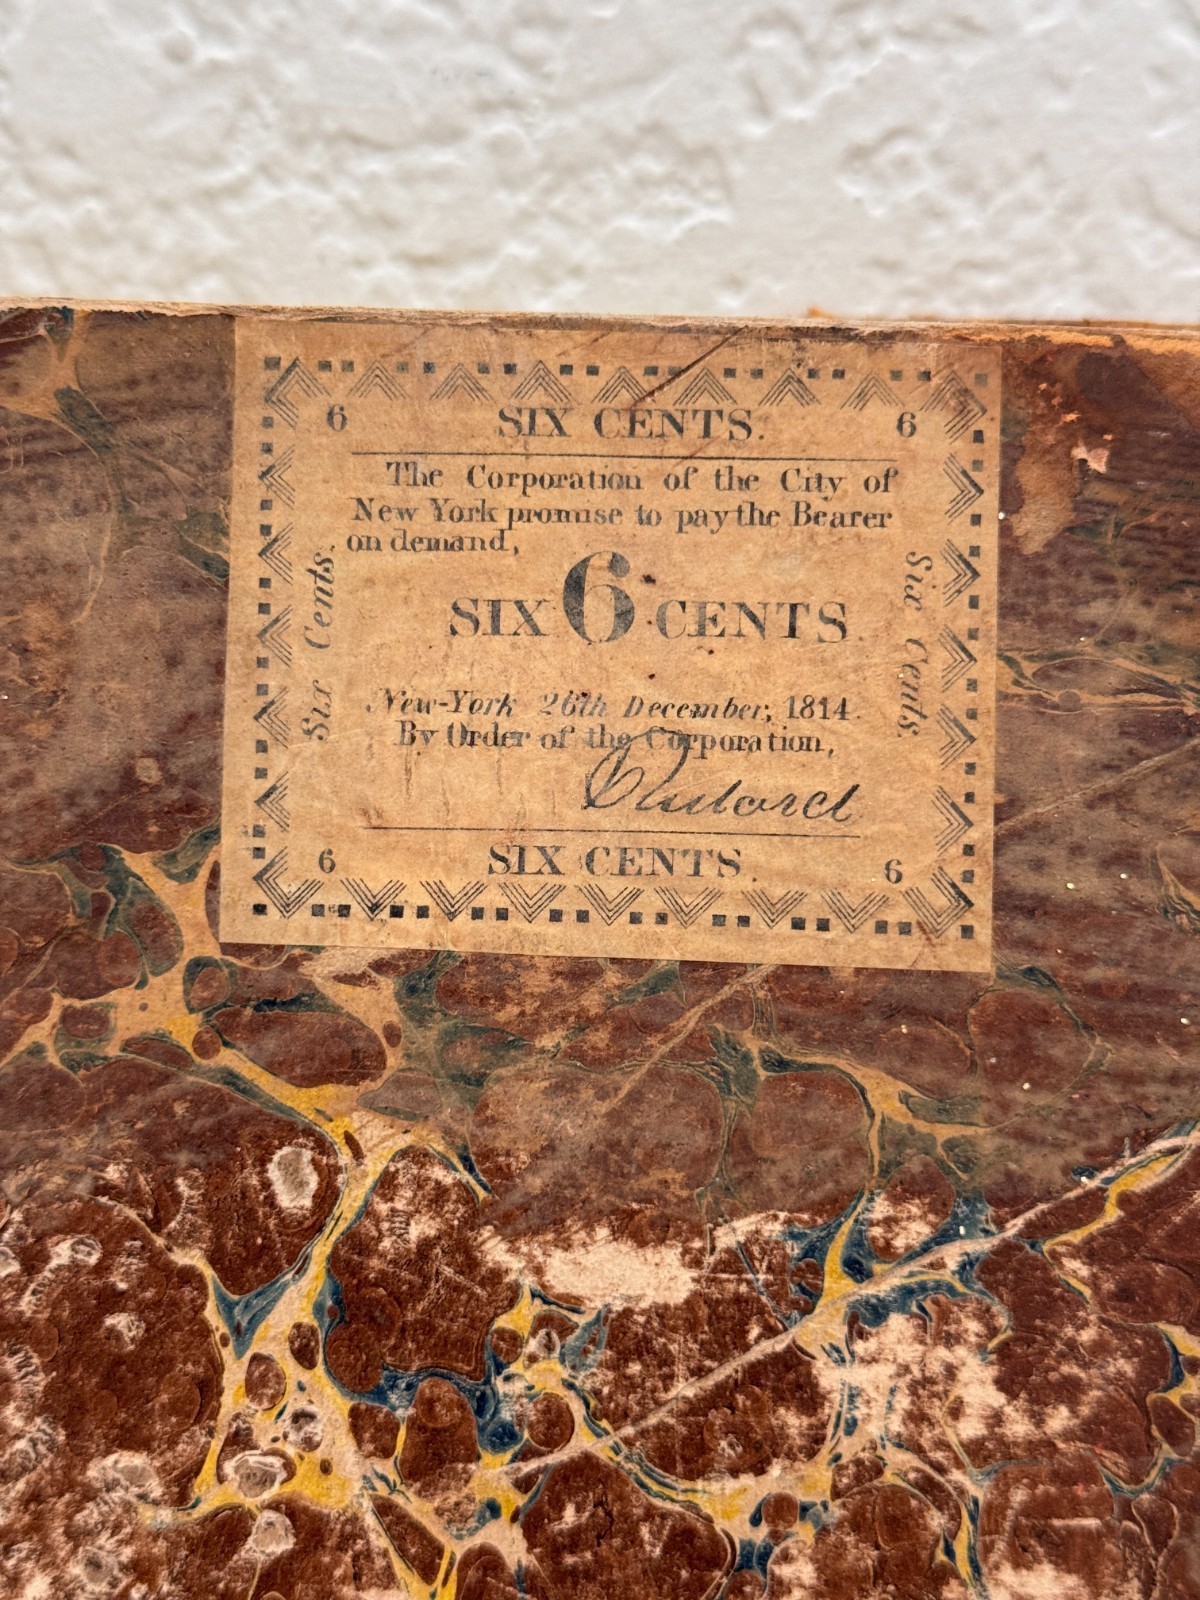 6 SIX CENTS. 6
The Corporation of the City of
New York promise to pay the Bearer
on demand,
SIX 6 CENTS
New-York 26th December, 1814.
By Order of the Corporation,
6 SIX CENTS. 6
Six Cents.
Six Cents.